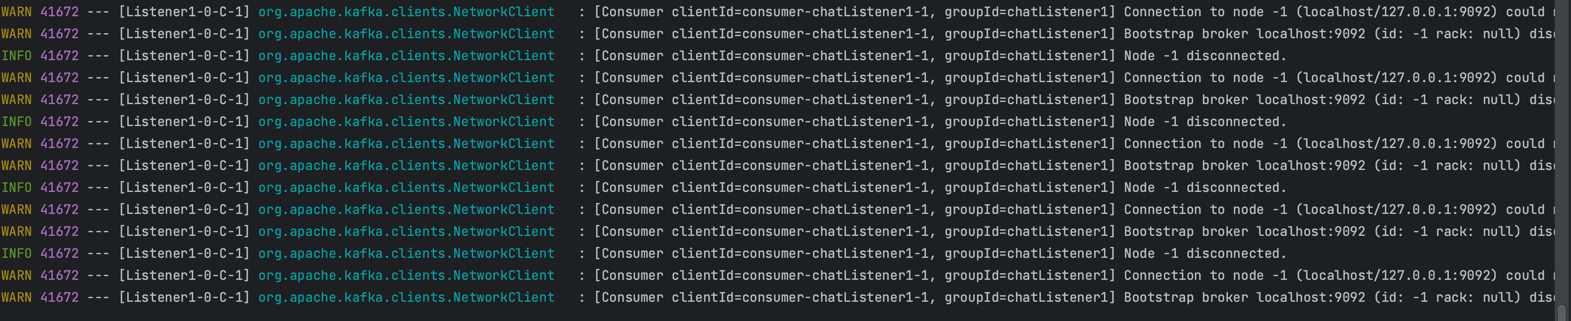 WARN 41672 --- [Listener1-0-C-1] org.apache.kafka.clients.NetworkClient : [Consumer clientId=consumer-chatListener1-1, groupId=chatListener1] Connection to node -1 (localhost/127.0.0.1:9092) could
WARN 41672 --- [Listener1-0-C-1] org.apache.kafka.clients.NetworkClient : [Consumer clientId=consumer-chatListener1-1, groupId=chatListener1] Bootstrap broker localhost:9092 (id: -1 rack: null)
INFO 41672 --- [Listener1-0-C-1] org.apache.kafka.clients.NetworkClient : [Consumer clientId=consumer-chatListener1-1, groupId=chatListener1] Node -1 disconnected.
WARN 41672 --- [Listener1-0-C-1] org.apache.kafka.clients.NetworkClient : [Consumer clientId=consumer-chatListener1-1, groupId=chatListener1] Connection to node -1 (localhost/127.0.0.1:9092) could
WARN 41672 --- [Listener1-0-C-1] org.apache.kafka.clients.NetworkClient : [Consumer clientId=consumer-chatListener1-1, groupId=chatListener1] Bootstrap broker localhost:9092 (id: -1 rack: null)
INFO 41672 --- [Listener1-0-C-1] org.apache.kafka.clients.NetworkClient : [Consumer clientId=consumer-chatListener1-1, groupId=chatListener1] Node -1 disconnected.
WARN 41672 --- [Listener1-0-C-1] org.apache.kafka.clients.NetworkClient : [Consumer clientId=consumer-chatListener1-1, groupId=chatListener1] Connection to node -1 (localhost/127.0.0.1:9092) could
WARN 41672 --- [Listener1-0-C-1] org.apache.kafka.clients.NetworkClient : [Consumer clientId=consumer-chatListener1-1, groupId=chatListener1] Bootstrap broker localhost:9092 (id: -1 rack: null)
INFO 41672 --- [Listener1-0-C-1] org.apache.kafka.clients.NetworkClient : [Consumer clientId=consumer-chatListener1-1, groupId=chatListener1] Node -1 disconnected.
WARN 41672 --- [Listener1-0-C-1] org.apache.kafka.clients.NetworkClient : [Consumer clientId=consumer-chatListener1-1, groupId=chatListener1] Connection to node -1 (localhost/127.0.0.1:9092) could
WARN 41672 --- [Listener1-0-C-1] org.apache.kafka.clients.NetworkClient : [Consumer clientId=consumer-chatListener1-1, groupId=chatListener1] Bootstrap broker localhost:9092 (id: -1 rack: null)
INFO 41672 --- [Listener1-0-C-1] org.apache.kafka.clients.NetworkClient : [Consumer clientId=consumer-chatListener1-1, groupId=chatListener1] Node -1 disconnected.
WARN 41672 --- [Listener1-0-C-1] org.apache.kafka.clients.NetworkClient : [Consumer clientId=consumer-chatListener1-1, groupId=chatListener1] Connection to node -1 (localhost/127.0.0.1:9092) could
WARN 41672 --- [Listener1-0-C-1] org.apache.kafka.clients.NetworkClient : [Consumer clientId=consumer-chatListener1-1, groupId=chatListener1] Bootstrap broker localhost:9092 (id: -1 rack: null)